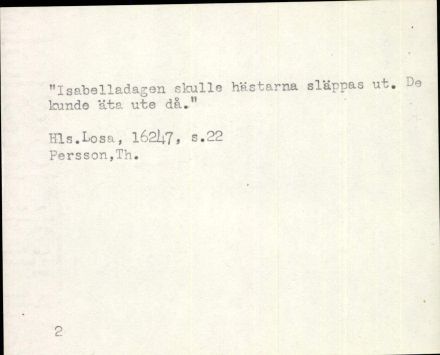 "Isabelladagen skulle hästarna släppas ut. De
kunde äta ute då."
Hls.Losa, 16247, s.22
Persson,Th.
2